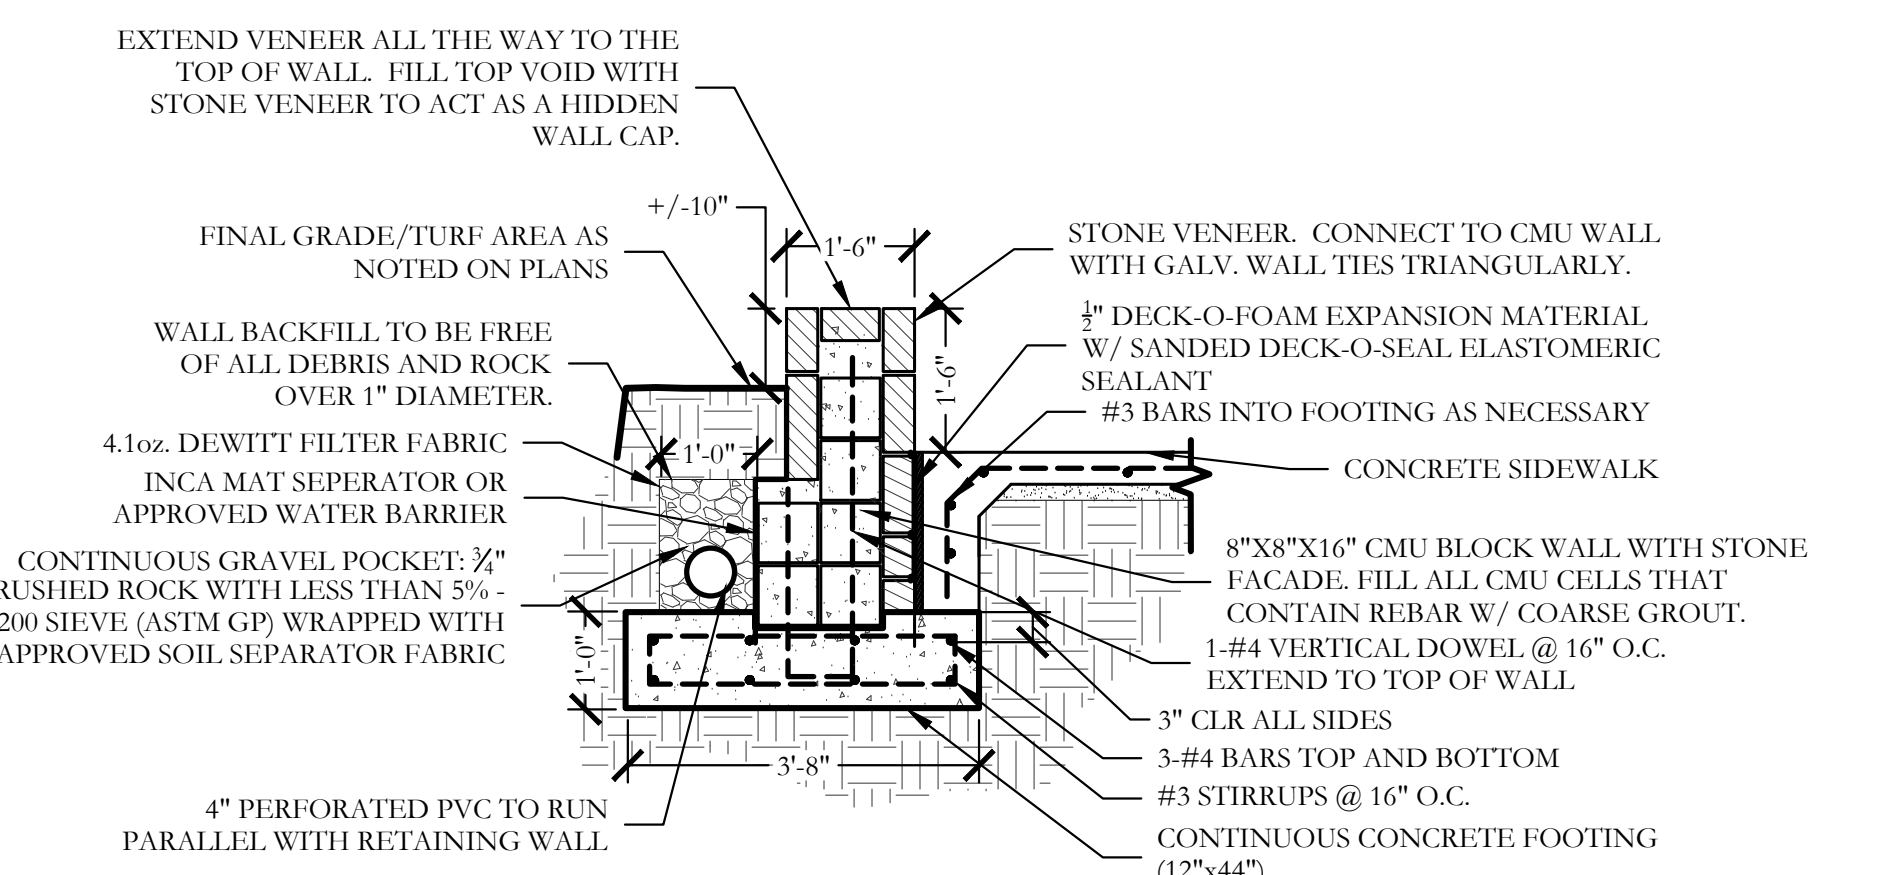 EXTEND VENEER ALL THE WAY TO THE
TOP OF WALL.  FILL TOP VOID WITH
STONE VENEER TO ACT AS A HIDDEN
WALL CAP.
+/-10"
FINAL GRADE/TURF AREA AS
NOTED ON PLANS
1'-6"
STONE VENEER.  CONNECT TO CMU WALL
WITH GALV. WALL TIES TRIANGULARLY.
WALL BACKFILL TO BE FREE
OF ALL DEBRIS AND ROCK
OVER 1" DIAMETER.
½" DECK-O-FOAM EXPANSION MATERIAL
W/ SANDED DECK-O-SEAL ELASTOMERIC
SEALANT
1'-6"
#3 BARS INTO FOOTING AS NECESSARY
4.1oz. DEWITT FILTER FABRIC
1'-0"
CONCRETE SIDEWALK
INCA MAT SEPERATOR OR
APPROVED WATER BARRIER
CONTINUOUS GRAVEL POCKET: ¾"
RUSHED ROCK WITH LESS THAN 5% -
200 SIEVE (ASTM GP) WRAPPED WITH
APPROVED SOIL SEPARATOR FABRIC
8"X8"X16" CMU BLOCK WALL WITH STONE
FACADE. FILL ALL CMU CELLS THAT
CONTAIN REBAR W/ COARSE GROUT.
1-#4 VERTICAL DOWEL @ 16" O.C.
EXTEND TO TOP OF WALL
1'-0"
3" CLR ALL SIDES
3-#4 BARS TOP AND BOTTOM
3'-8"
#3 STIRRUPS @ 16" O.C.
4" PERFORATED PVC TO RUN
PARALLEL WITH RETAINING WALL
CONTINUOUS CONCRETE FOOTING
(12"x44")